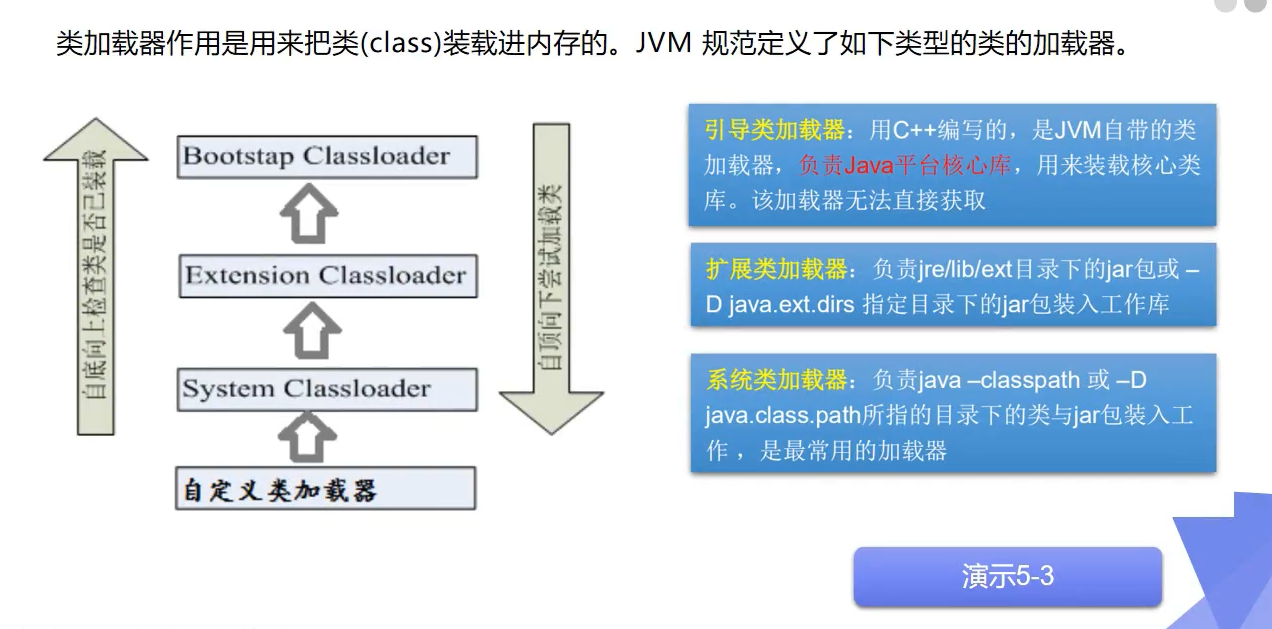 类加载器作用是用来把类(class)装载进内存的。JVM 规范定义了如下类型的类的加载器。
自底向上检查类是否已装载
Bootstap Classloader
Extension Classloader
System Classloader
自定义类加载器
自顶向下尝试加载类
引导类加载器：用C++编写的，是JVM自带的类
加载器，负责Java平台核心库，用来装载核心类
库。该加载器无法直接获取
扩展类加载器：负责jre/lib/ext目录下的jar包或 –
D java.ext.dirs 指定目录下的jar包装入工作库
系统类加载器：负责java –classpath 或 –D
java.class.path所指的目录下的类与jar包装入工
作 ，是最常用的加载器
演示5-3